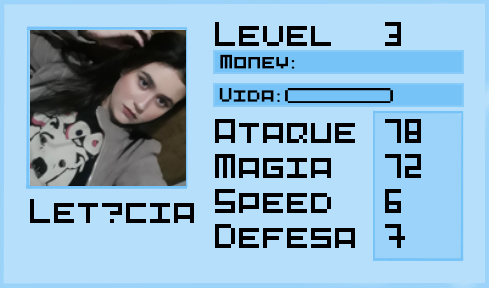 LEVEL 3
MONEY:
VIDA:
ATAQUE 78
MAGIA 72
SPEED 6
DEFESA 7
LET?CIA